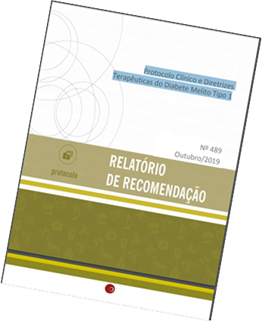 Protocolo Clínico e Diretrizes
Terapêuticas do Diabete Melito Tipo 1
Nº 489
Outubro/2019
protocolo
RELATÓRIO
DE RECOMENDAÇÃO